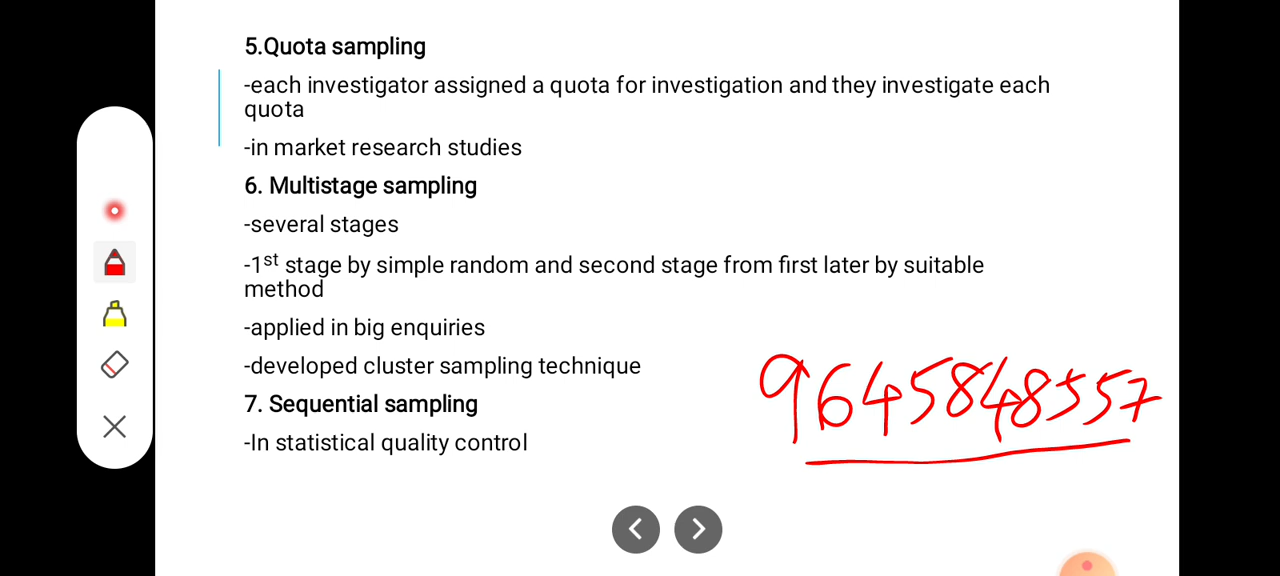 5.Quota sampling
-each investigator assigned a quota for investigation and they investigate each
quota
-in market research studies
6. Multistage sampling
-several stages
-1st stage by simple random and second stage from first later by suitable
method
-applied in big enquiries
-developed cluster sampling technique
9645848557
7. Sequential sampling
-In statistical quality control